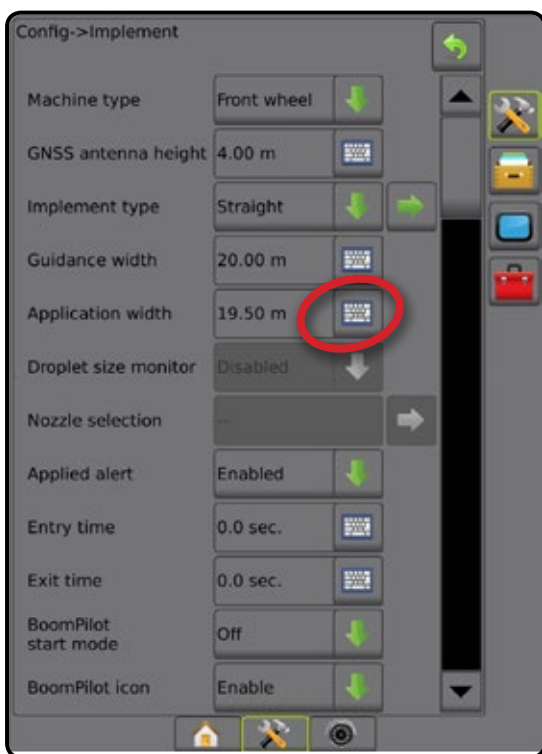 Config->Implement
Machine type Front wheel
GNSS antenna height 4.00 m
Implement type Straight
Guidance width 20.00 m
Application width 19.50 m
Droplet size monitor Disabled
Nozzle selection --
Applied alert Enabled
Entry time 0.0 sec.
Exit time 0.0 sec.
BoomPilot
start mode Off
BoomPilot icon Enable